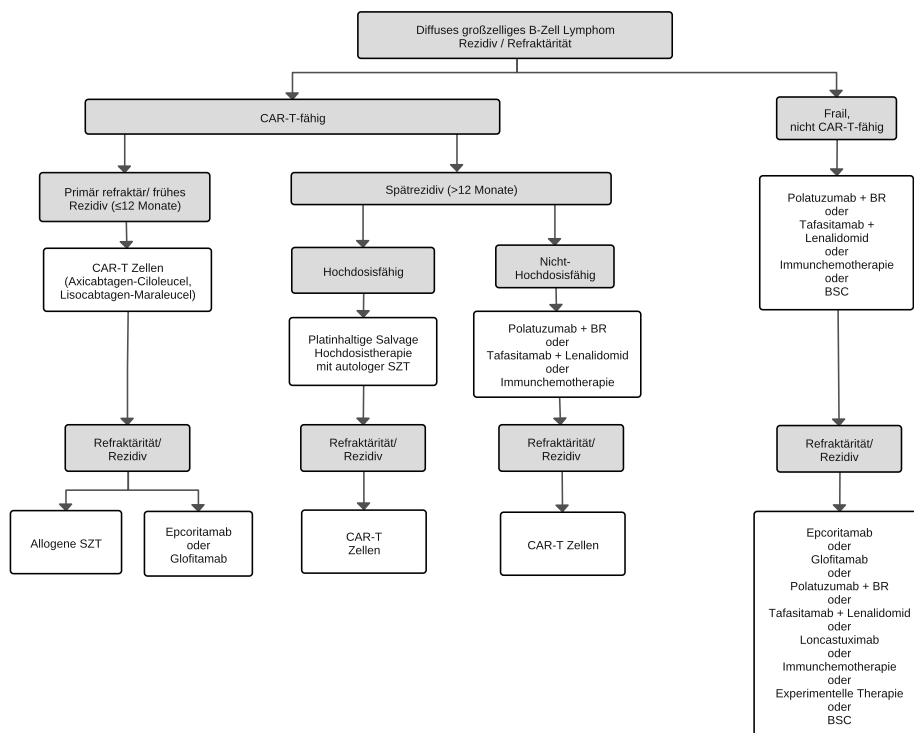 Diffuses großzelliges B-Zell Lymphom
Rezidiv / Refraktärität
CAR-T-fähig
Frail,
nicht CAR-T-fähig
Primär refraktär/ frühes
Rezidiv (≤12 Monate)
Spätrezidiv (>12 Monate)
Polatuzumab + BR
oder
Tafasitamab +
Lenalidomid
oder
Immunchemotherapie
oder
BSC
CAR-T Zellen
(Axicabtagen-Ciloleucel,
Lisocabtagen-Maraleucel)
Hochdosisfähig
Nicht-
Hochdosisfähig
Platinhaltige Salvage
Hochdosistherapie
mit autologer SZT
Polatuzumab + BR
oder
Tafasitamab + Lenalidomid
oder
Immunchemotherapie
Refraktärität/
Rezidiv
Refraktärität/
Rezidiv
Refraktärität/
Rezidiv
Refraktärität/
Rezidiv
Allogene SZT
Epcoritamab
oder
Glofitamab
CAR-T
Zellen
CAR-T Zellen
Epcoritamab
oder
Glofitamab
oder
Polatuzumab + BR
oder
Tafasitamab + Lenalidomid
oder
Loncastuximab
oder
Immunchemotherapie
oder
Experimentelle Therapie
oder
BSC